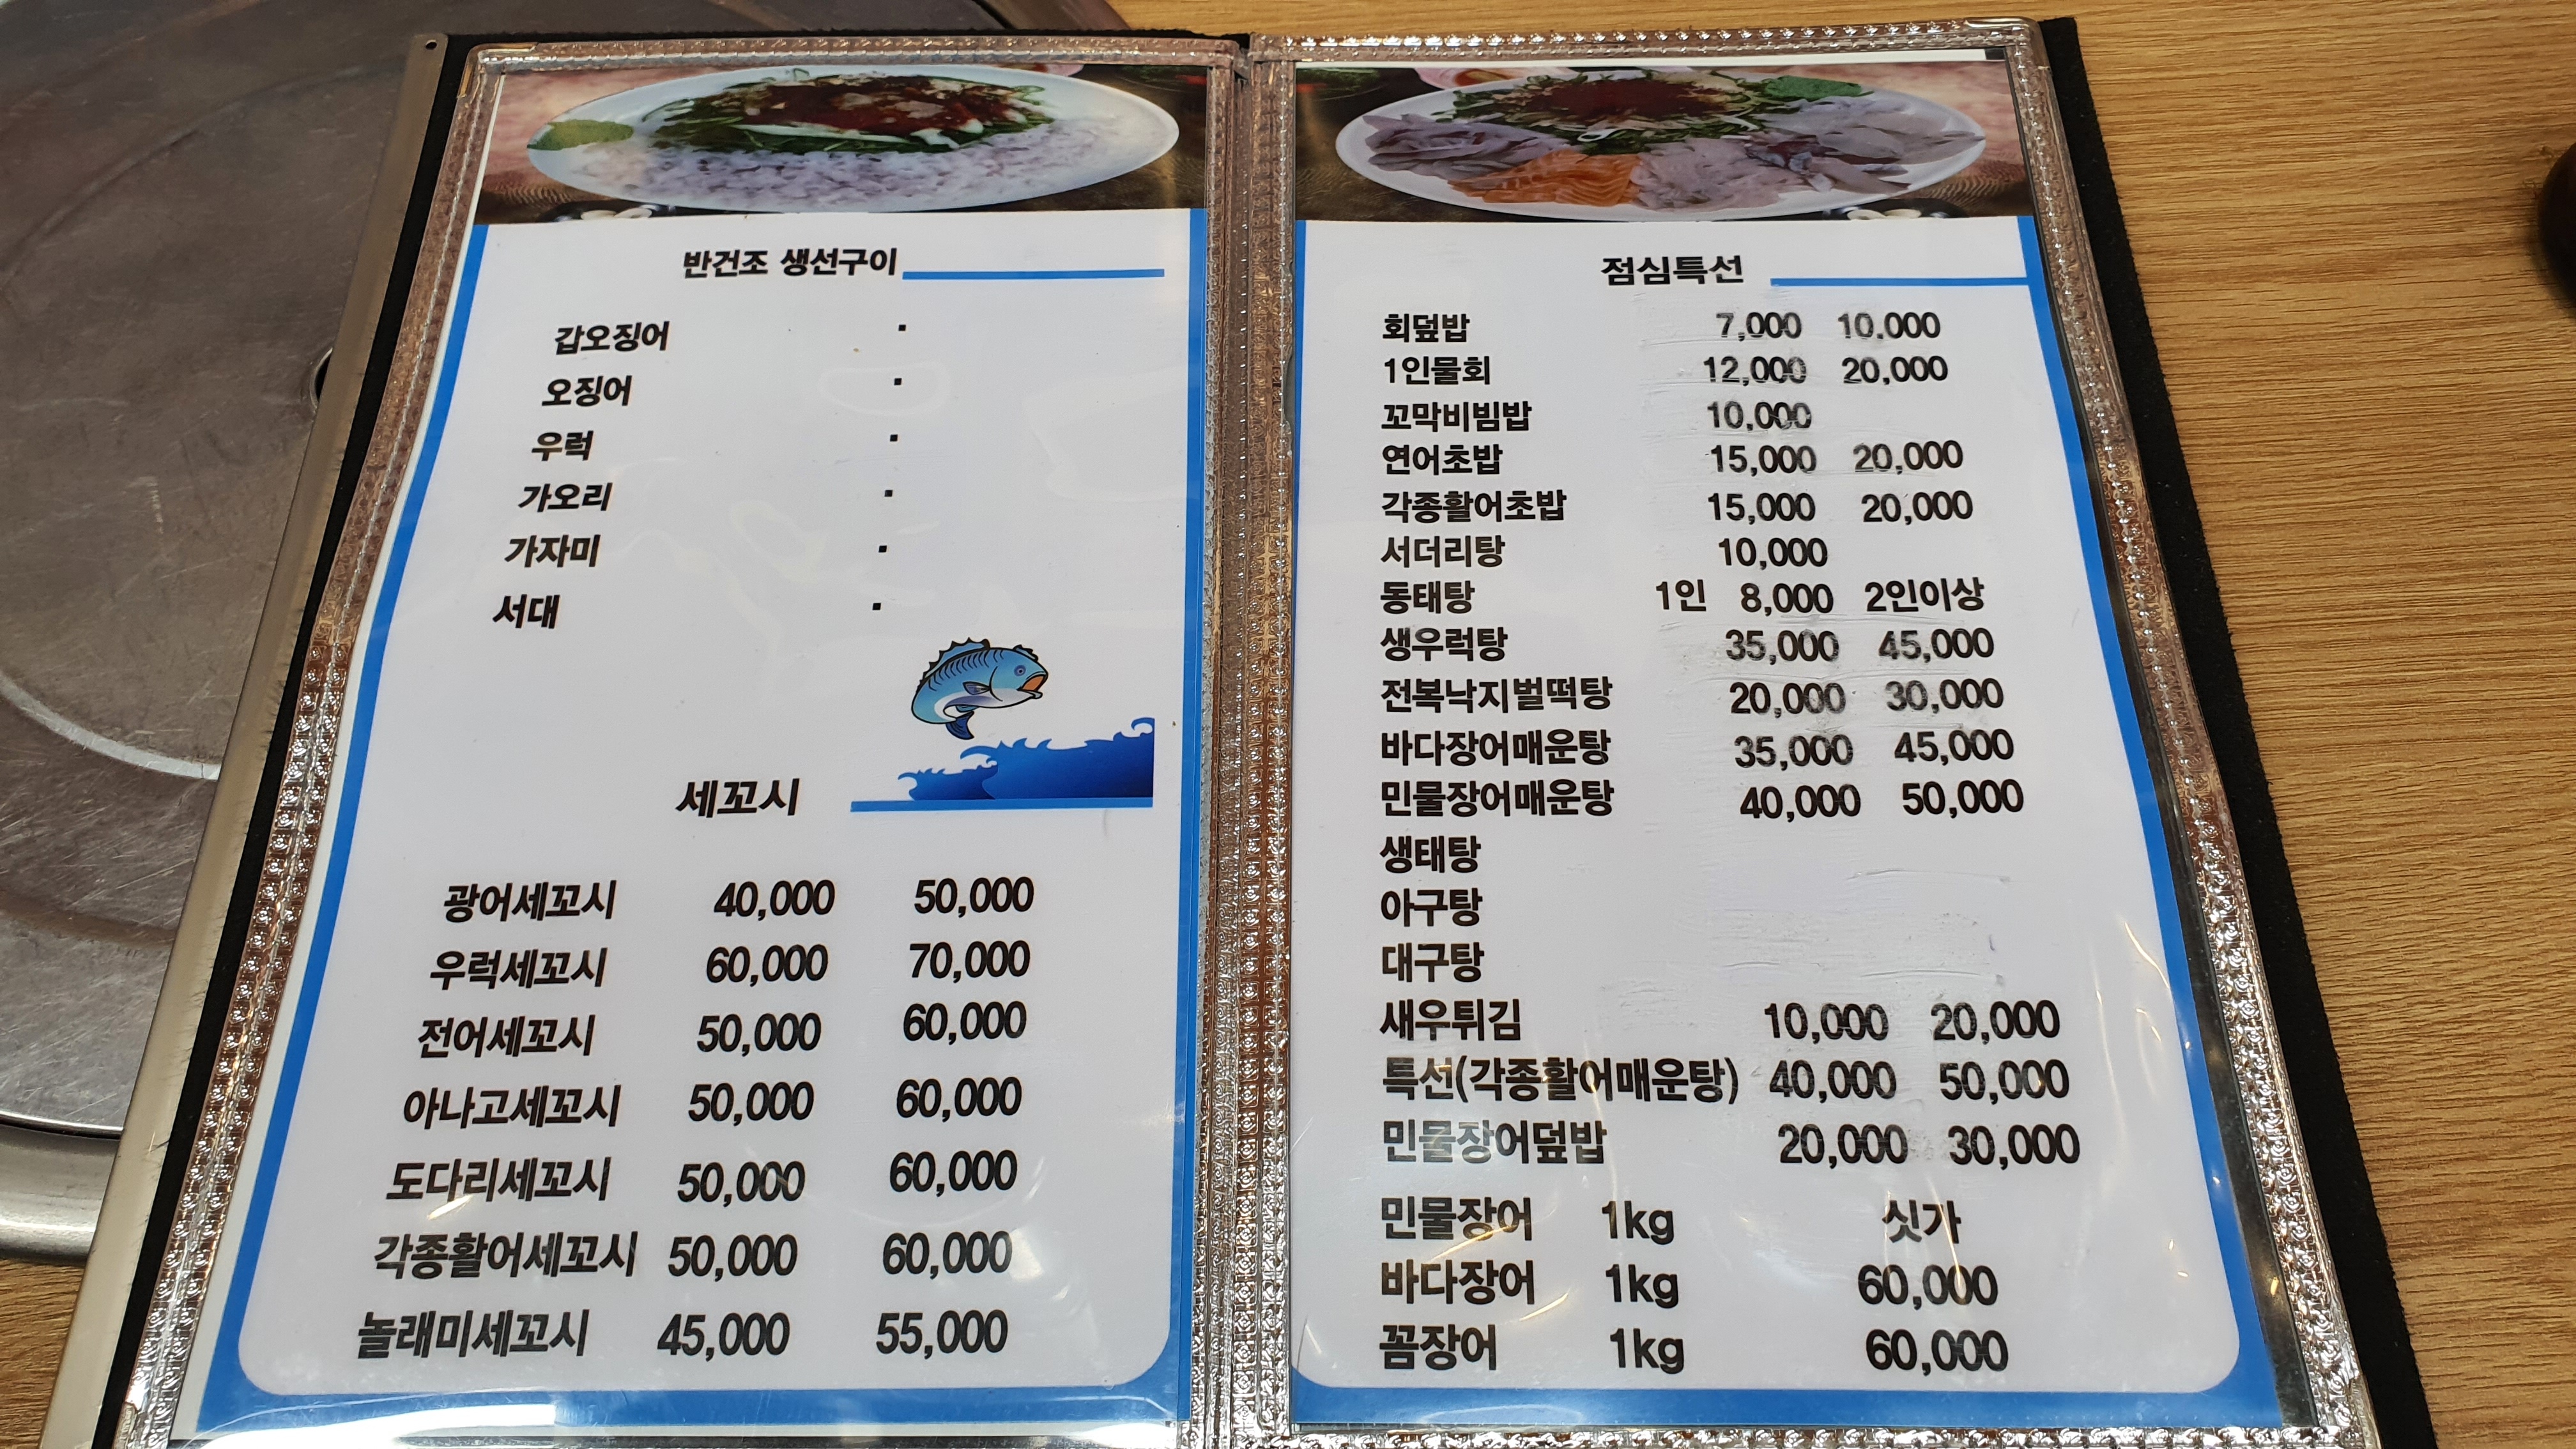 반건조 생선구이
갑오징어 .
오징어 .
우럭 .
가오리 .
가자미 .
서대 .
세꼬시
광어세꼬시 40,000 50,000
우럭세꼬시 60,000 70,000
전어세꼬시 50,000 60,000
아나고세꼬시 50,000 60,000
도다리세꼬시 50,000 60,000
각종활어세꼬시 50,000 60,000
놀래미세꼬시 45,000 55,000
점심특선
회덮밥 7,000 10,000
1인물회 12,000 20,000
꼬막비빔밥 10,000
연어초밥 15,000 20,000
각종활어초밥 15,000 20,000
서더리탕 10,000
동태탕 1인 8,000 2인이상
생우럭탕 35,000 45,000
전복낙지벌떡탕 20,000 30,000
바다장어매운탕 35,000 45,000
민물장어매운탕 40,000 50,000
생태탕
아구탕
대구탕
새우튀김 10,000 20,000
특선(각종활어매운탕) 40,000 50,000
민물장어덮밥 20,000 30,000
민물장어 1kg 싯가
바다장어 1kg 60,000
꼼장어 1kg 60,000